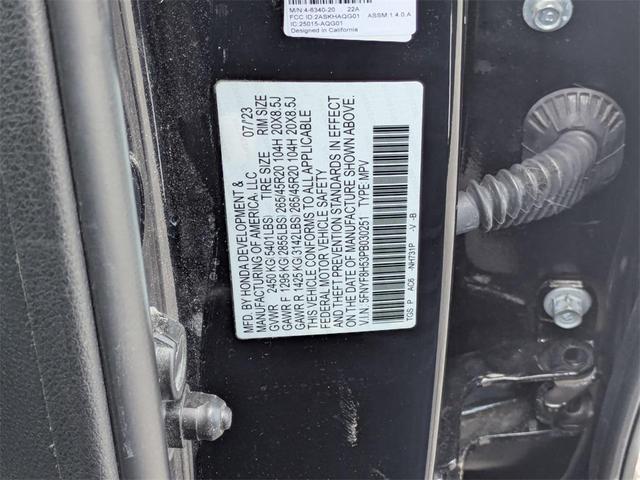 M/N 4-6340-20 22A
FCC ID:2ASKHAQG01 ASSM:1.4.0.A
IC:25015-AQG01
Designed in California
MFD. BY HONDA DEVELOPMENT & 07/'23
MANUFACTURING OF AMERICA, LLC
GVWR 2450 KG( 5401LBS) TIRE SIZE RIM SIZE
GAWR F 1295 KG( 2855LBS) 265/45R20 104H 20X8.5J
GAWR R 1425 KG( 3142LBS) 265/45R20 104H 20X8.5J
THIS VEHICLE CONFORMS TO ALL APPLICABLE
FEDERAL MOTOR VEHICLE SAFETY
AND THEFT PREVENTION STANDARDS IN EFFECT
ON THE DATE OF MANUFACTURE SHOWN ABOVE.
V.I.N. 5FNYF8H53PB030251 TYPE:MPV
TGS P AC6 -NH731P -V -B